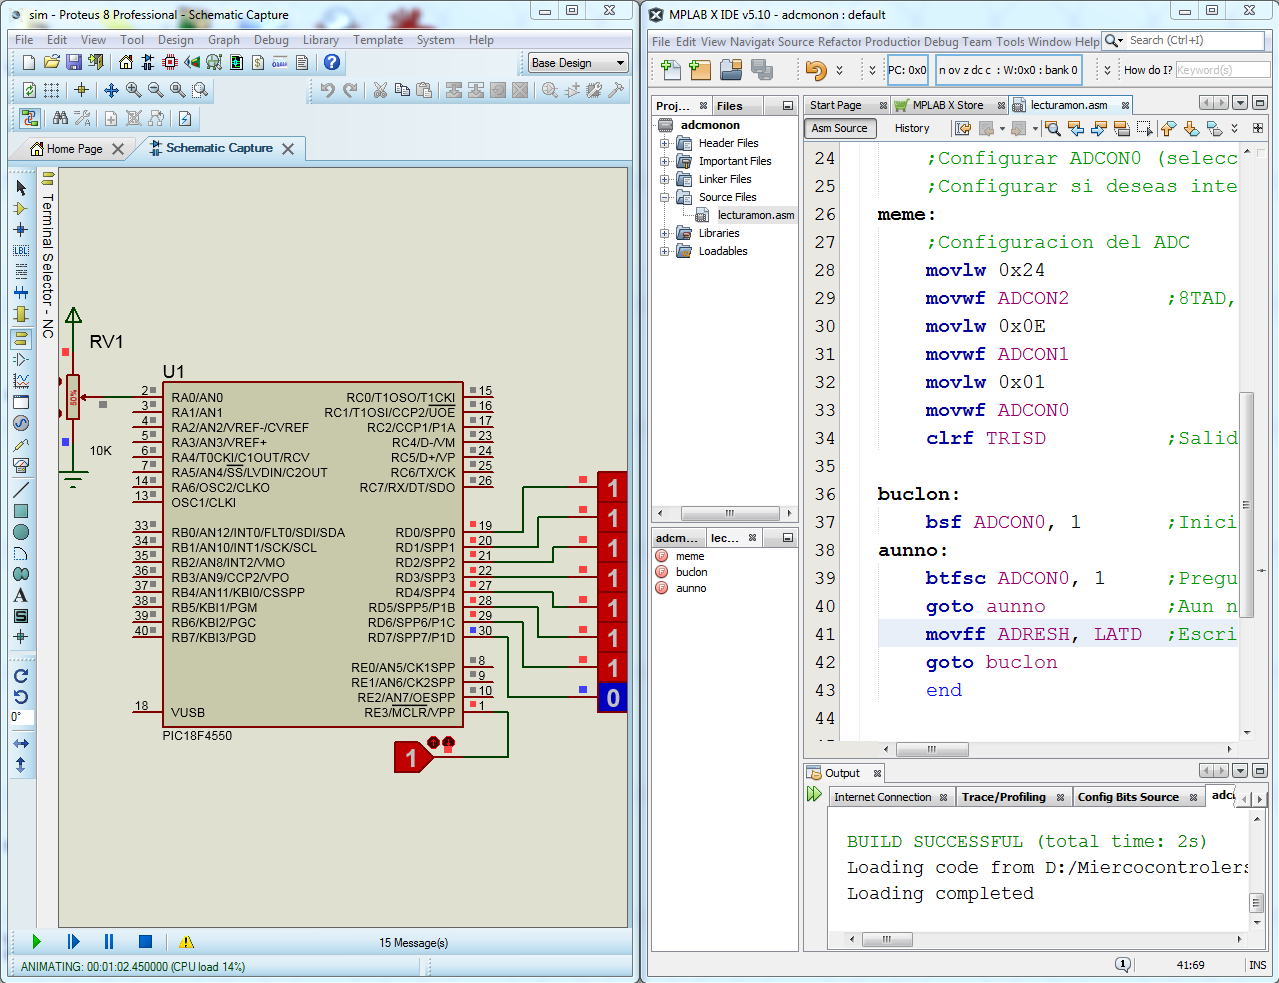 sim - Proteus 8 Professional - Schematic Capture
File Edit View Tool Design Graph Debug Library Template System Help
Base Design
Home Page
Schematic Capture
LBL
A
S
0°
Terminal Selector - NC
RV1
50%
10K
U1
2 RA0/AN0
3 RA1/AN1
4 RA2/AN2/VREF-/CVREF
5 RA3/AN3/VREF+
6 RA4/T0CKI/C1OUT/RCV
7 RA5/AN4/SS/LVDIN/C2OUT
14 RA6/OSC2/CLKO
13 OSC1/CLKI
33 RB0/AN12/INT0/FLT0/SDI/SDA
34 RB1/AN10/INT1/SCK/SCL
35 RB2/AN8/INT2/VMO
36 RB3/AN9/CCP2/VPO
37 RB4/AN11/KBI0/CSSPP
38 RB5/KBI1/PGM
39 RB6/KBI2/PGC
40 RB7/KBI3/PGD
18 VUSB
RC0/T1OSO/T1CKI 15
RC1/T1OSI/CCP2/UOE 16
RC2/CCP1/P1A 17
RC4/D-/VM 23
RC5/D+/VP 24
RC6/TX/CK 25
RC7/RX/DT/SDO 26
RD0/SPP0 19
RD1/SPP1 20
RD2/SPP2 21
RD3/SPP3 22
RD4/SPP4 27
RD5/SPP5/P1B 28
RD6/SPP6/P1C 29
RD7/SPP7/P1D 30
RE0/AN5/CK1SPP 8
RE1/AN6/CK2SPP 9
RE2/AN7/OESPP 10
RE3/MCLR/VPP 1
PIC18F4550
1
1
1
1
1
1
1
0
1
15 Message(s)
ANIMATING: 00:01:02.450000 (CPU load 14%)
MPLAB X IDE v5.10 - adcmonon : default
File Edit View Navigate Source Refactor Production Debug Team Tools Window Help
Search (Ctrl+I)
PC: 0x0
n ov z dc c : W:0x0 : bank 0
How do I? Keyword(s)
Proj...
Files
adcmonon
Header Files
Important Files
Linker Files
Source Files
lecturamon.asm
Libraries
Loadables
adcm...
lec...
meme
buclon
aunno
Start Page
MPLAB X Store
lecturamon.asm
Asm Source
History
24 ;Configurar ADCON0 (selecc
25 ;Configurar si deseas inte
26 meme:
27 ;Configuracion del ADC
28 movlw 0x24
29 movwf ADCON2 ;8TAD,
30 movlw 0x0E
31 movwf ADCON1
32 movlw 0x01
33 movwf ADCON0
34 clrf TRISD ;Salid
35
36 buclon:
37 bsf ADCON0, 1 ;Inici
38 aunno:
39 btfsc ADCON0, 1 ;Pregu
40 goto aunno ;Aun n
41 movff ADRESH, LATD ;Escri
42 goto buclon
43 end
44
Output
Internet Connection
Trace/Profiling
Config Bits Source
adc
BUILD SUCCESSFUL (total time: 2s)
Loading code from D:/Miercocontrolers
Loading completed
1
41:69
INS